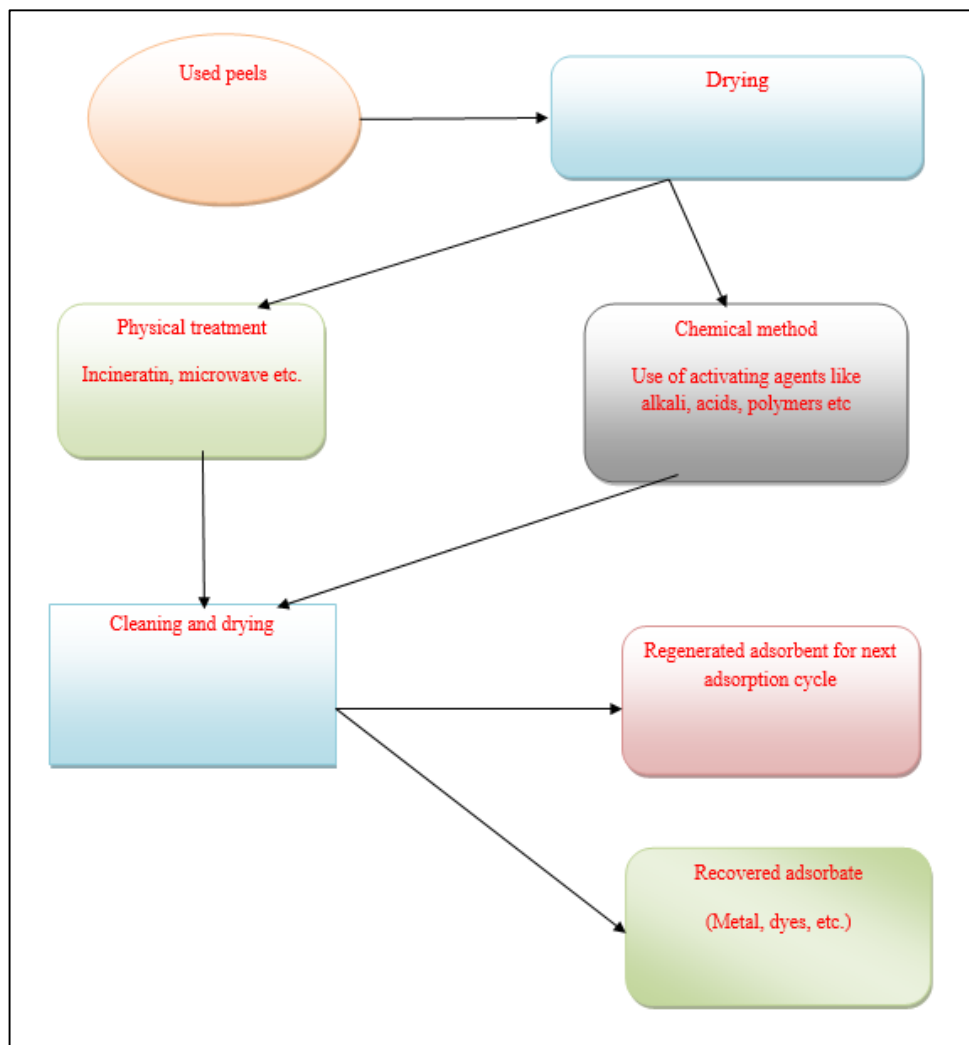 Used peels
Drying
Physical treatment
Incineratin, microwave etc.
Chemical method
Use of activating agents like
alkali, acids, polymers etc
Cleaning and drying
Regenerated adsorbent for next
adsorption cycle
Recovered adsorbate
(Metal, dyes, etc.)